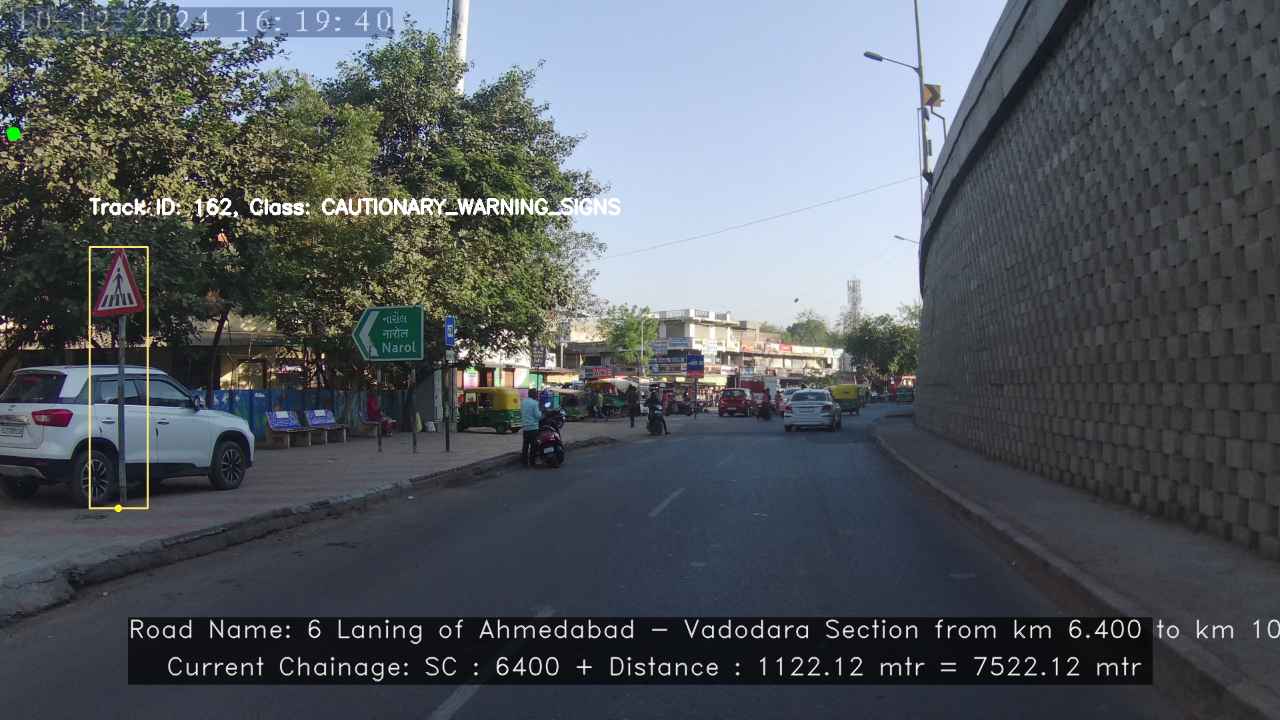 10-12-2024 16:19:40
Track ID: 162, Class: CAUTIONARY_WARNING_SIGNS
નારોલ
नारोल
Narol
Road Name: 6 Laning of Ahmedabad - Vadodara Section from km 6.400 to km 10
Current Chainage: SC : 6400 + Distance : 1122.12 mtr = 7522.12 mtr